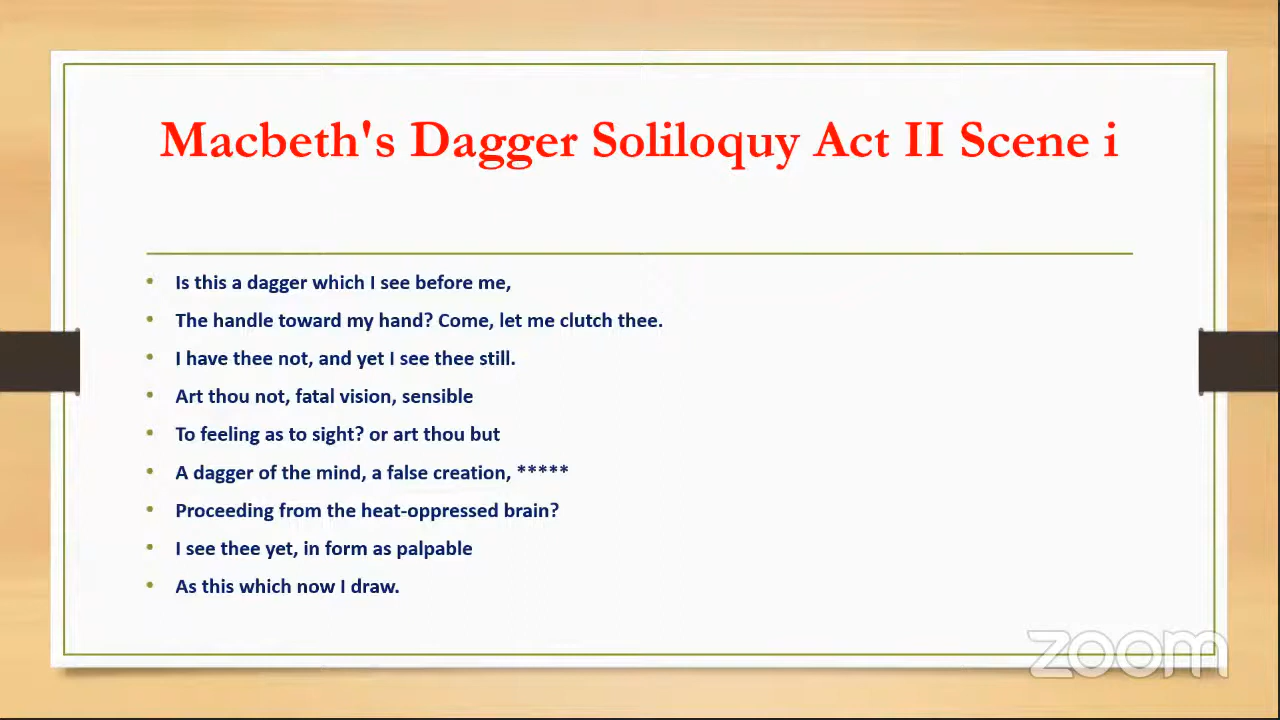 Macbeth's Dagger Soliloquy Act II Scene i
• Is this a dagger which I see before me,
• The handle toward my hand? Come, let me clutch thee.
• I have thee not, and yet I see thee still.
• Art thou not, fatal vision, sensible
• To feeling as to sight? or art thou but
• A dagger of the mind, a false creation, *****
• Proceeding from the heat-oppressed brain?
• I see thee yet, in form as palpable
• As this which now I draw.
zoom